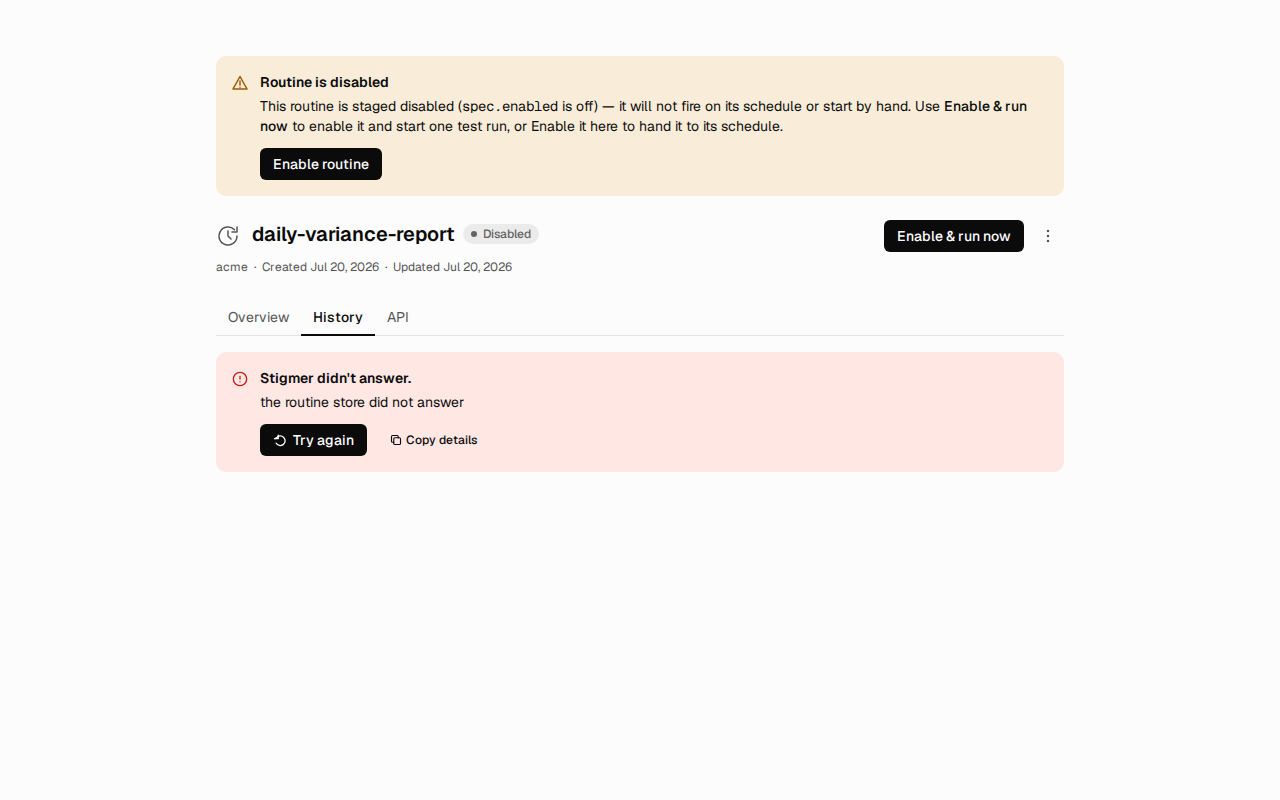 Routine is disabled
This routine is staged disabled (spec.enabled is off) — it will not fire on its schedule or start by hand. Use Enable & run
now to enable it and start one test run, or Enable it here to hand it to its schedule.
Enable routine
daily-variance-report
Disabled
Enable & run now
acme · Created Jul 20, 2026 · Updated Jul 20, 2026
Overview
History
API
Stigmer didn't answer.
the routine store did not answer
Try again
Copy details